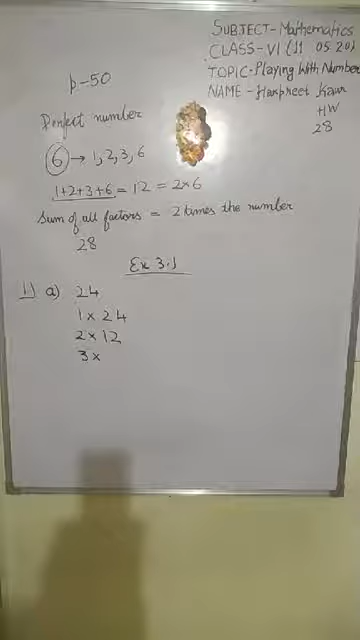 SUBJECT-Mathematics
CLASS-VI (11 05.20)
TOPIC-Playing With Number
NAME-Harpreet Kaur
HW
28
p-50
Perfect number
6 → 1, 2, 3, 6
1+2+3+6 = 12 = 2×6
Sum of all factors = 2 times the number
28
Ex 3.1
1) a) 24
1 × 24
2 × 12
3 ×